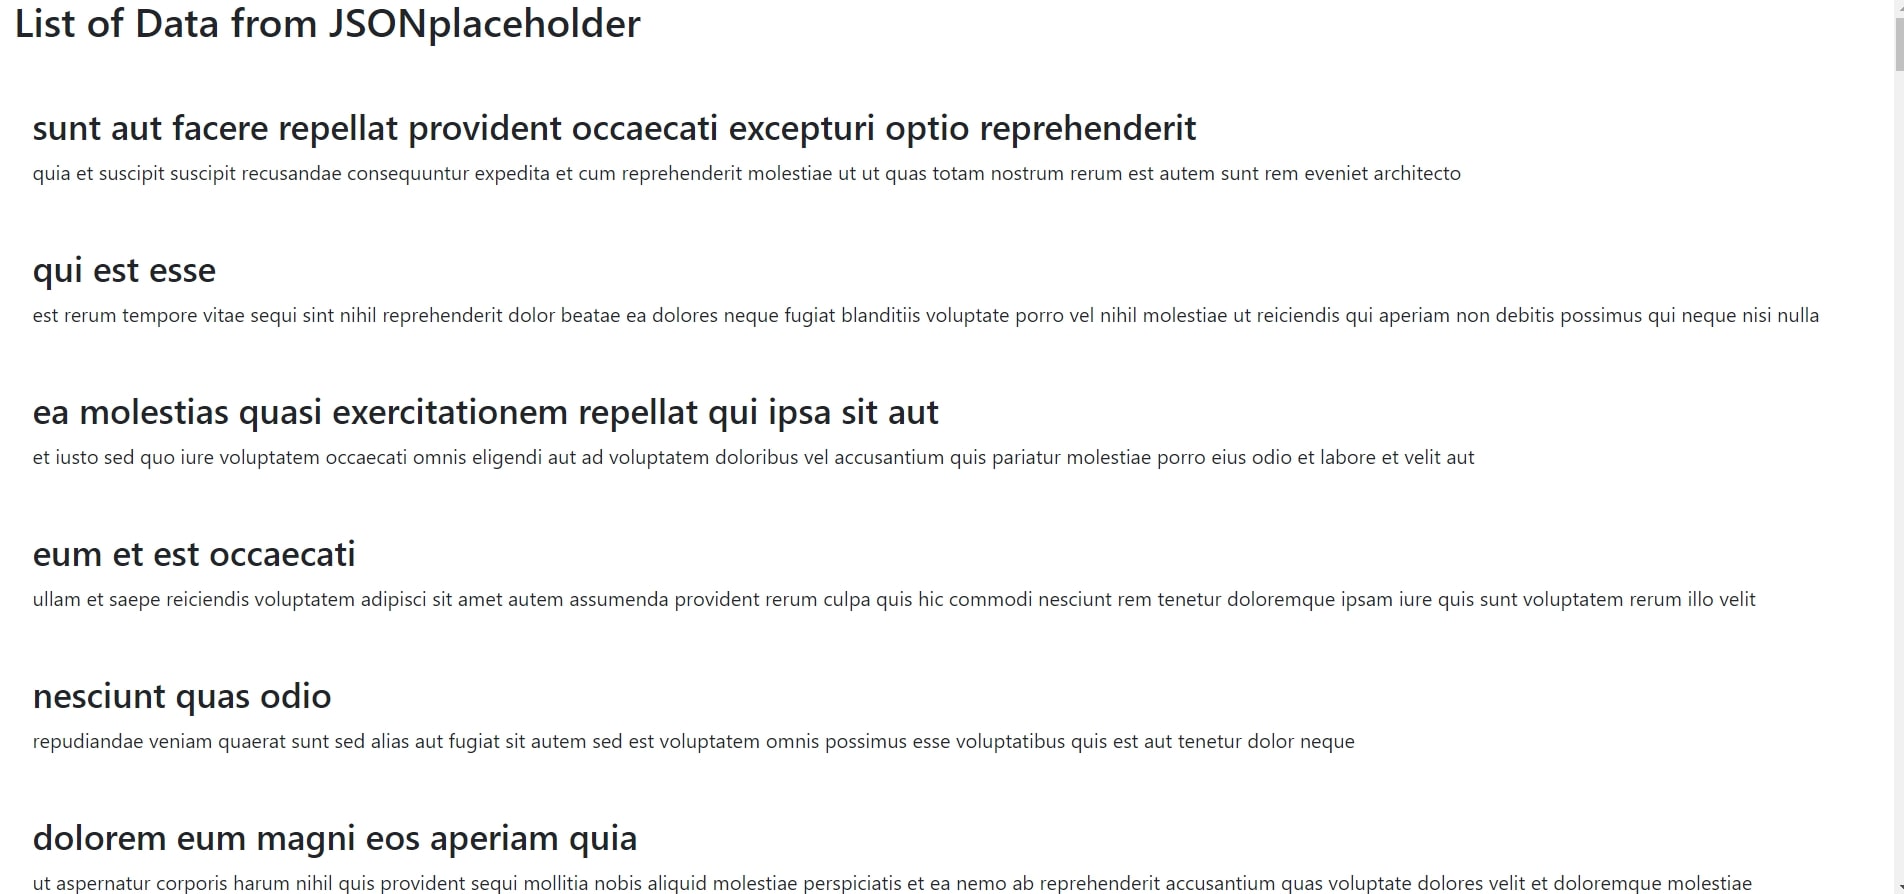 List of Data from JSONplaceholder
sunt aut facere repellat provident occaecati excepturi optio reprehenderit
quia et suscipit suscipit recusandae consequuntur expedita et cum reprehenderit molestiae ut ut quas totam nostrum rerum est autem sunt rem eveniet architecto
qui est esse
est rerum tempore vitae sequi sint nihil reprehenderit dolor beatae ea dolores neque fugiat blanditiis voluptate porro vel nihil molestiae ut reiciendis qui aperiam non debitis possimus qui neque nisi nulla
ea molestias quasi exercitationem repellat qui ipsa sit aut
et iusto sed quo iure voluptatem occaecati omnis eligendi aut ad voluptatem doloribus vel accusantium quis pariatur molestiae porro eius odio et labore et velit aut
eum et est occaecati
ullam et saepe reiciendis voluptatem adipisci sit amet autem assumenda provident rerum culpa quis hic commodi nesciunt rem tenetur doloremque ipsam iure quis sunt voluptatem rerum illo velit
nesciunt quas odio
repudiandae veniam quaerat sunt sed alias aut fugiat sit autem sed est voluptatem omnis possimus esse voluptatibus quis est aut tenetur dolor neque
dolorem eum magni eos aperiam quia
ut aspernatur corporis harum nihil quis provident sequi mollitia nobis aliquid molestiae perspiciatis et ea nemo ab reprehenderit accusantium quas voluptate dolores velit et doloremque molestiae